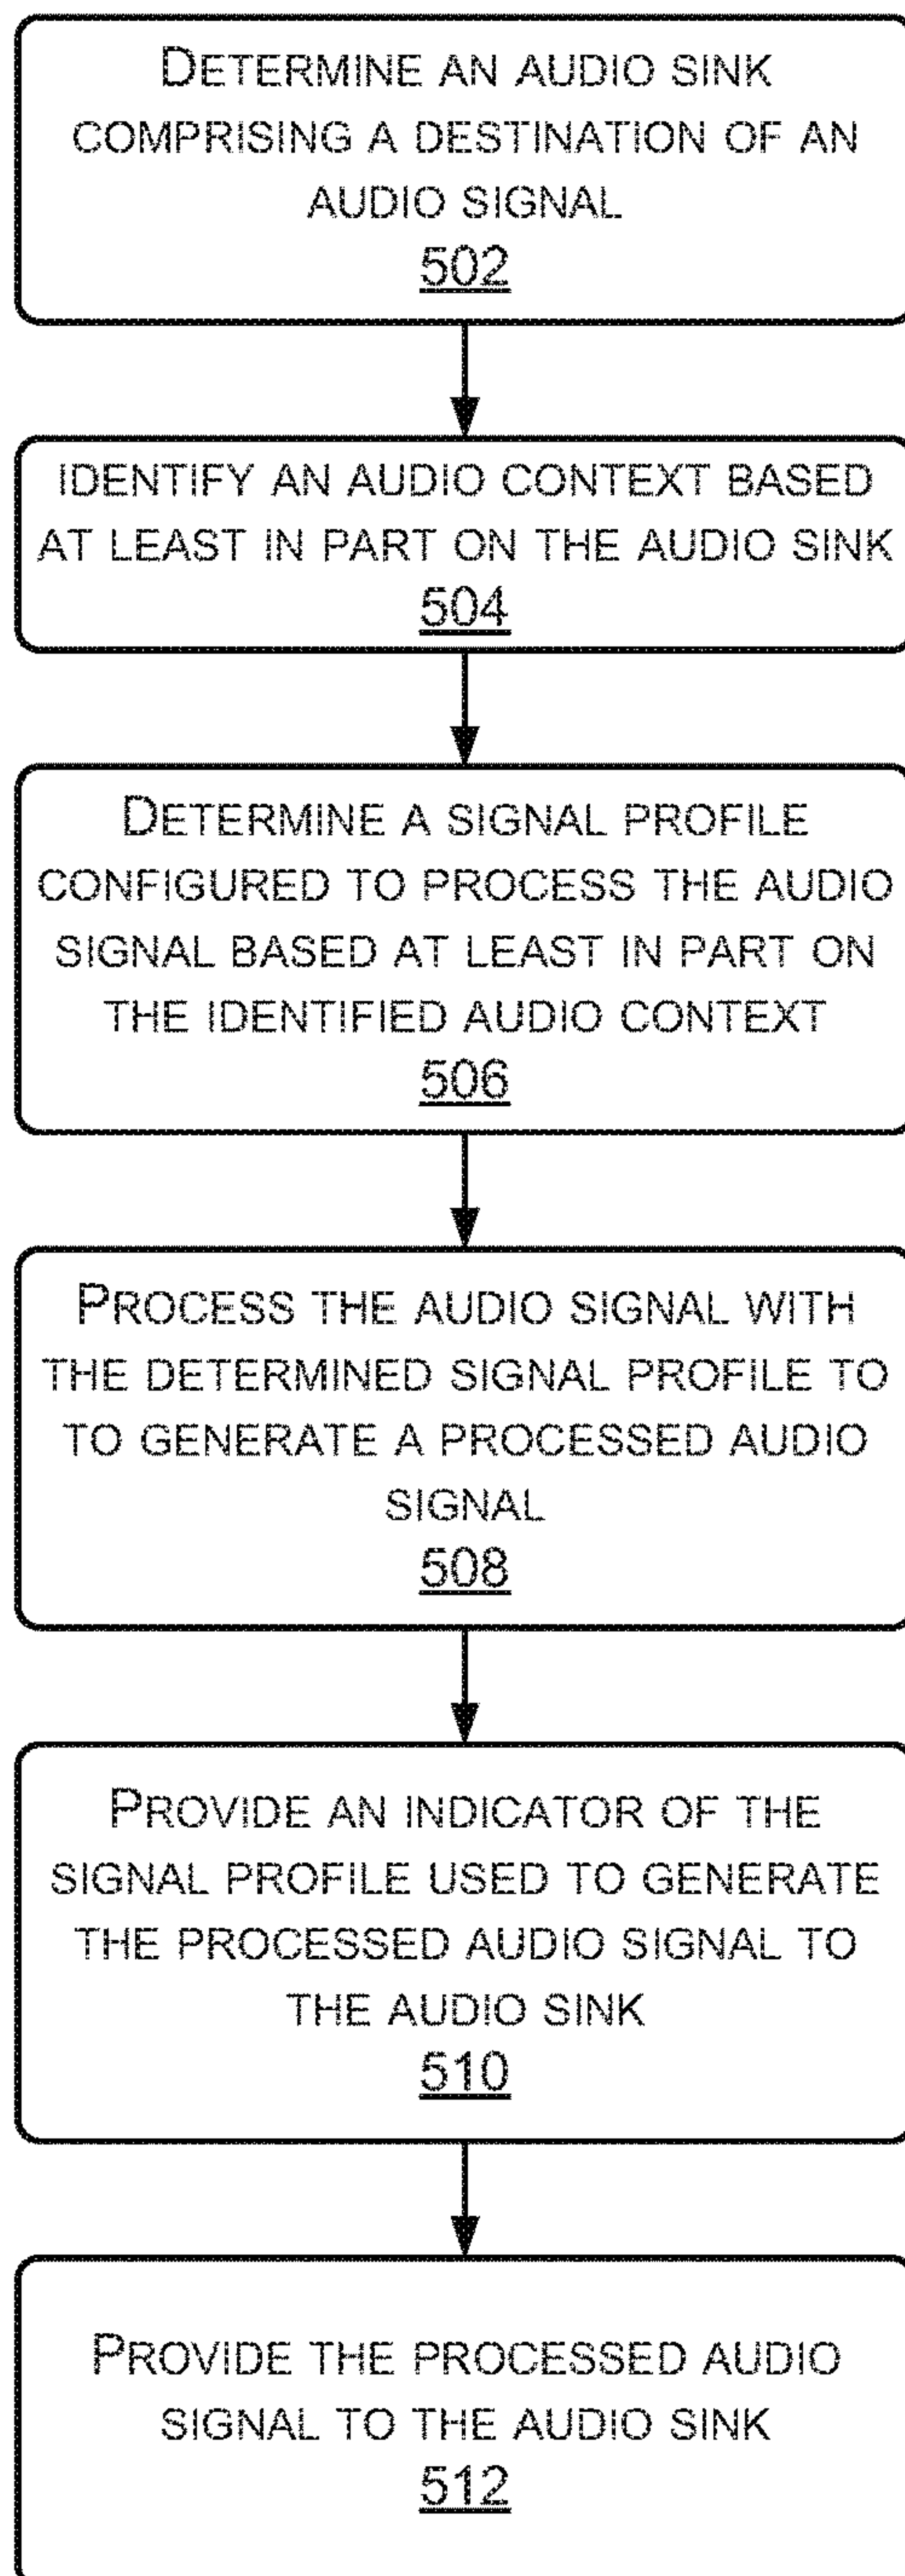 DETERMINE AN AUDIO SINK
COMPRISING A DESTINATION OF AN
AUDIO SIGNAL
502
IDENTIFY AN AUDIO CONTEXT BASED
AT LEAST IN PART ON THE AUDIO SINK
504
DETERMINE A SIGNAL PROFILE
CONFIGURED TO PROCESS THE AUDIO
SIGNAL BASED AT LEAST IN PART ON
THE IDENTIFIED AUDIO CONTEXT
506
PROCESS THE AUDIO SIGNAL WITH
THE DETERMINED SIGNAL PROFILE TO
TO GENERATE A PROCESSED AUDIO
SIGNAL
508
PROVIDE AN INDICATOR OF THE
SIGNAL PROFILE USED TO GENERATE
THE PROCESSED AUDIO SIGNAL TO
THE AUDIO SINK
510
PROVIDE THE PROCESSED AUDIO
SIGNAL TO THE AUDIO SINK
512